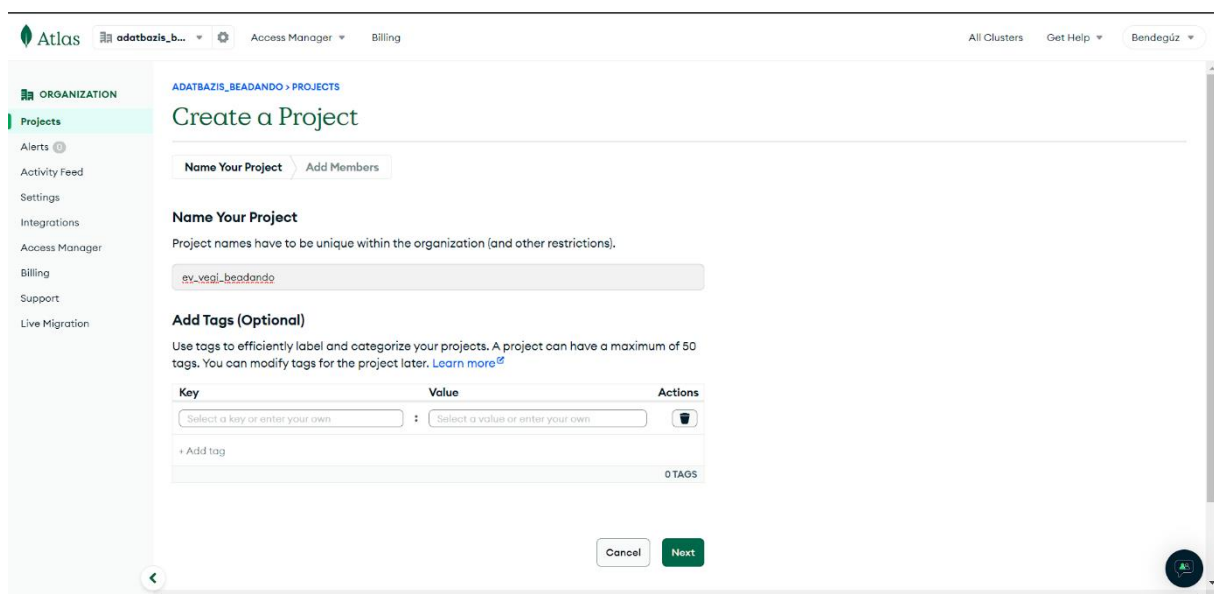 Atlas
adatbazis_b...
Access Manager
Billing
All Clusters
Get Help
Bendegúz
ORGANIZATION
Projects
Alerts 0
Activity Feed
Settings
Integrations
Access Manager
Billing
Support
Live Migration
ADATBAZIS_BEADANDO > PROJECTS
Create a Project
Name Your Project
Add Members
Name Your Project
Project names have to be unique within the organization (and other restrictions).
ev_vegi_beadando
Add Tags (Optional)
Use tags to efficiently label and categorize your projects. A project can have a maximum of 50
tags. You can modify tags for the project later. Learn more
Key Value Actions
Select a key or enter your own : Select a value or enter your own
+ Add tag
0 TAGS
Cancel
Next